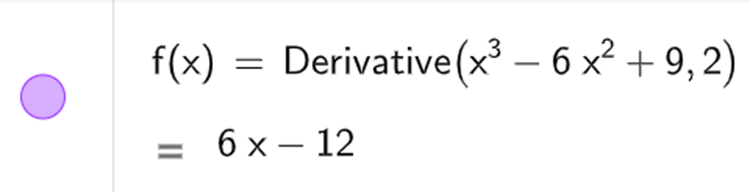 f(x) = Derivative(x³ − 6 x² + 9, 2)
= 6 x − 12